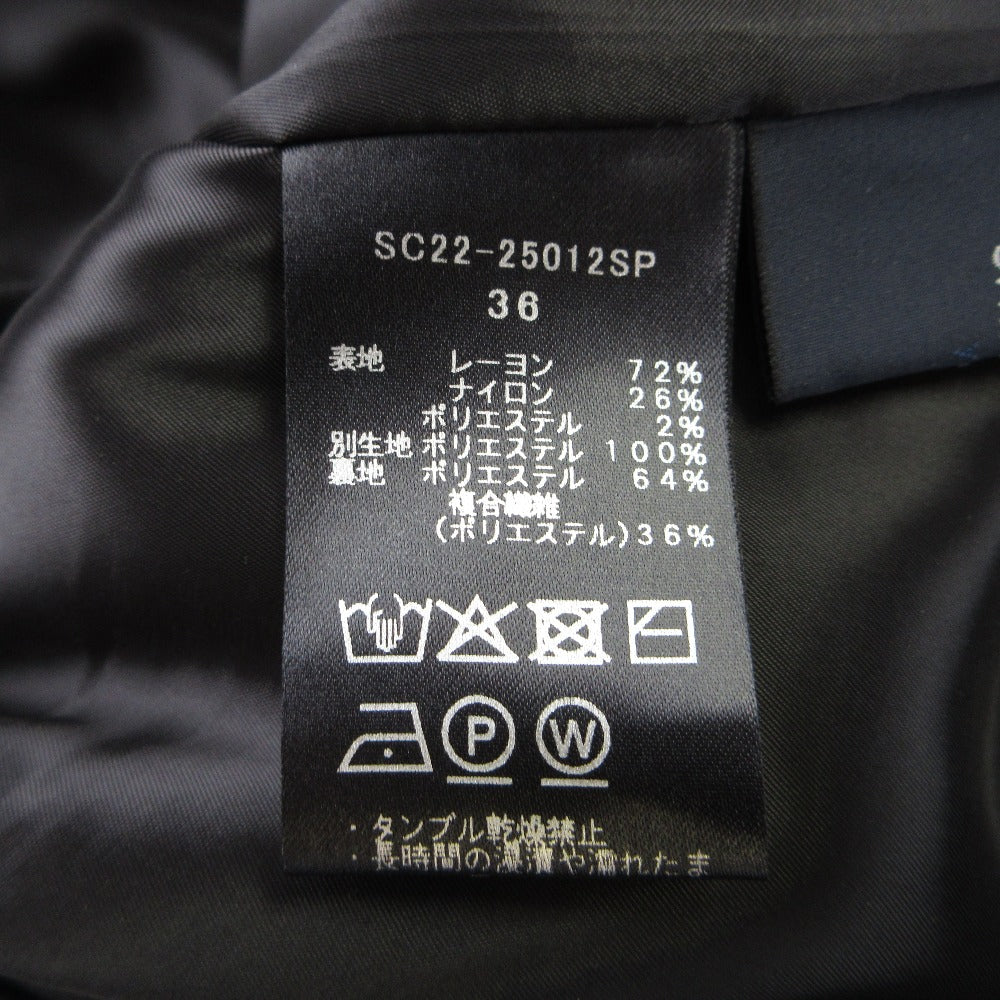 SC22-25012SP
36
表地 レーヨン 72%
ナイロン 26%
ポリエステル 2%
別生地 ポリエステル 100%
裏地 ポリエステル 64%
複合繊維
(ポリエステル)36%
P W
・タンブル乾燥禁止
・長時間の浸漬や濡れたま